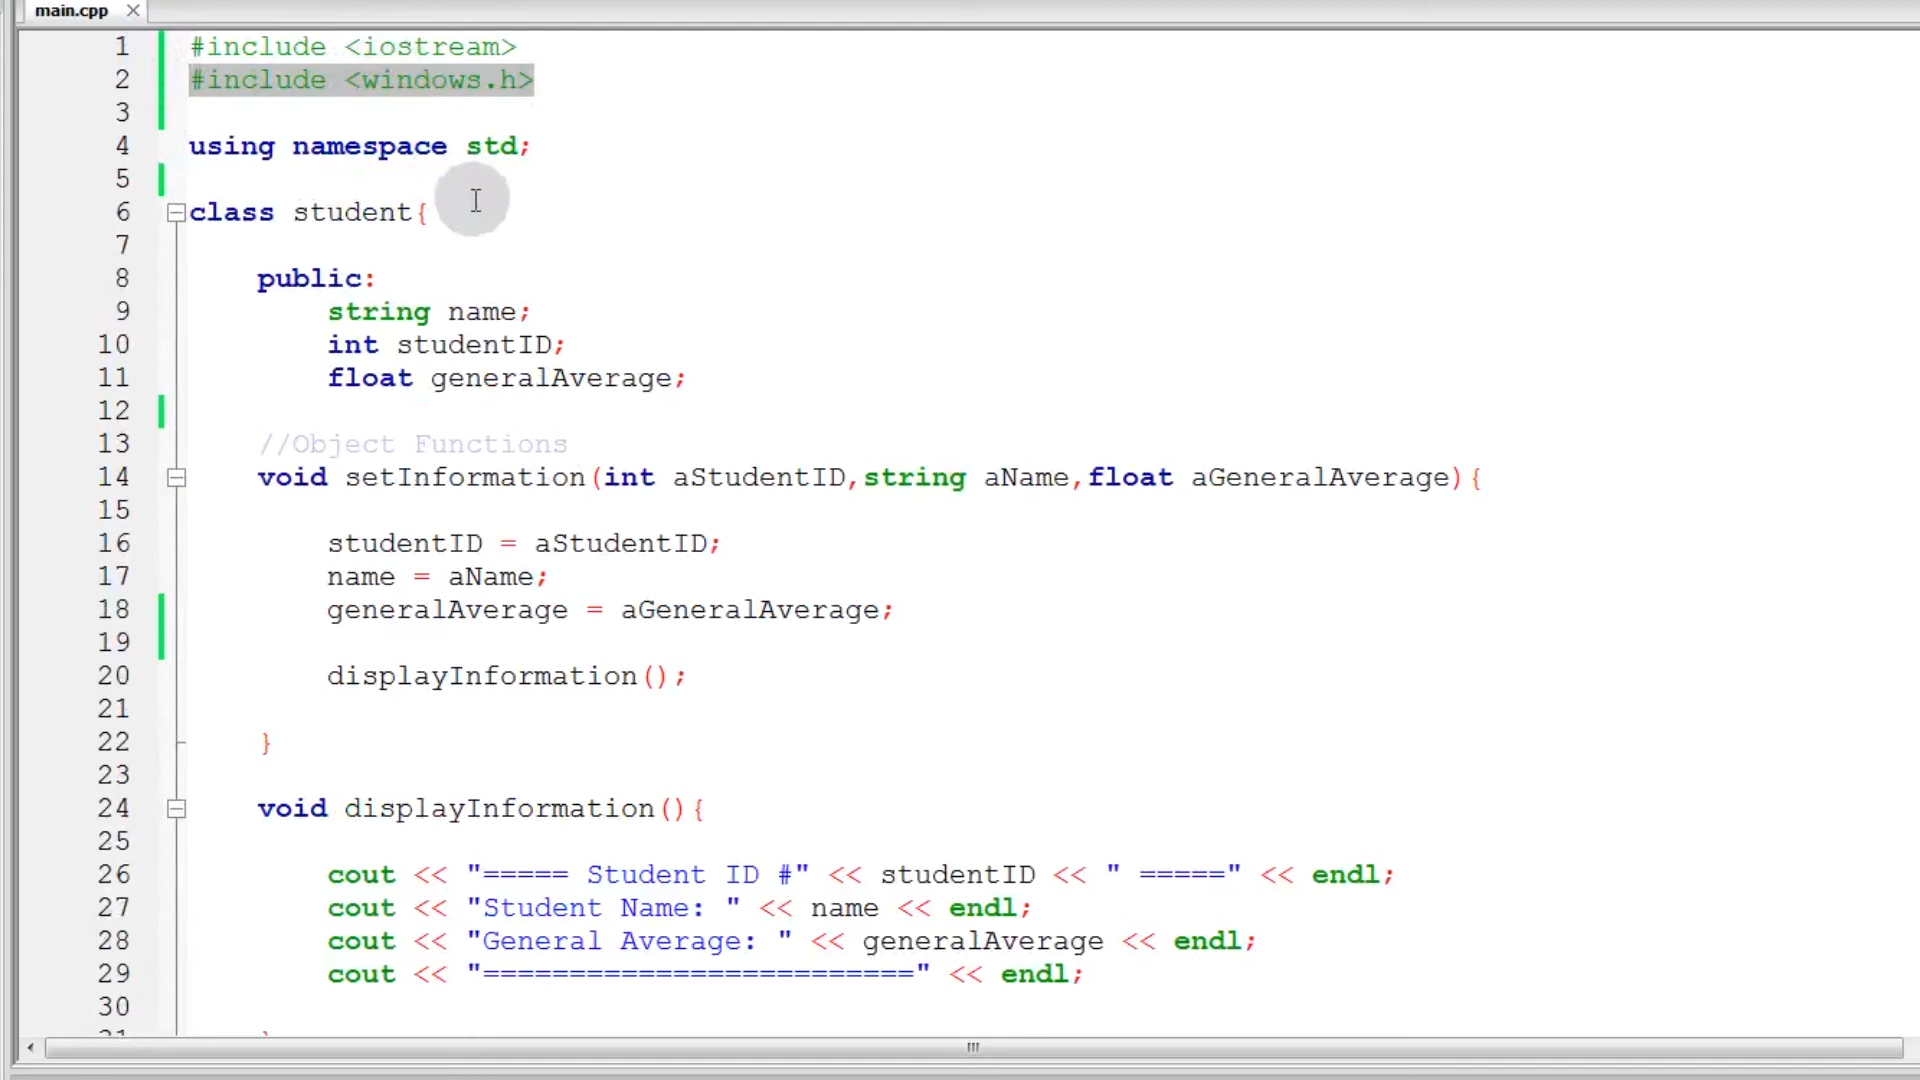 main.cpp
1 #include <iostream>
2 #include <windows.h>
3
4 using namespace std;
5
6 class student{
7
8 public:
9 string name;
10 int studentID;
11 float generalAverage;
12
13 //Object Functions
14 void setInformation(int aStudentID,string aName,float aGeneralAverage){
15
16 studentID = aStudentID;
17 name = aName;
18 generalAverage = aGeneralAverage;
19
20 displayInformation();
21
22 }
23
24 void displayInformation(){
25
26 cout << "===== Student ID #" << studentID << " =====" << endl;
27 cout << "Student Name: " << name << endl;
28 cout << "General Average: " << generalAverage << endl;
29 cout << "=========================" << endl;
30